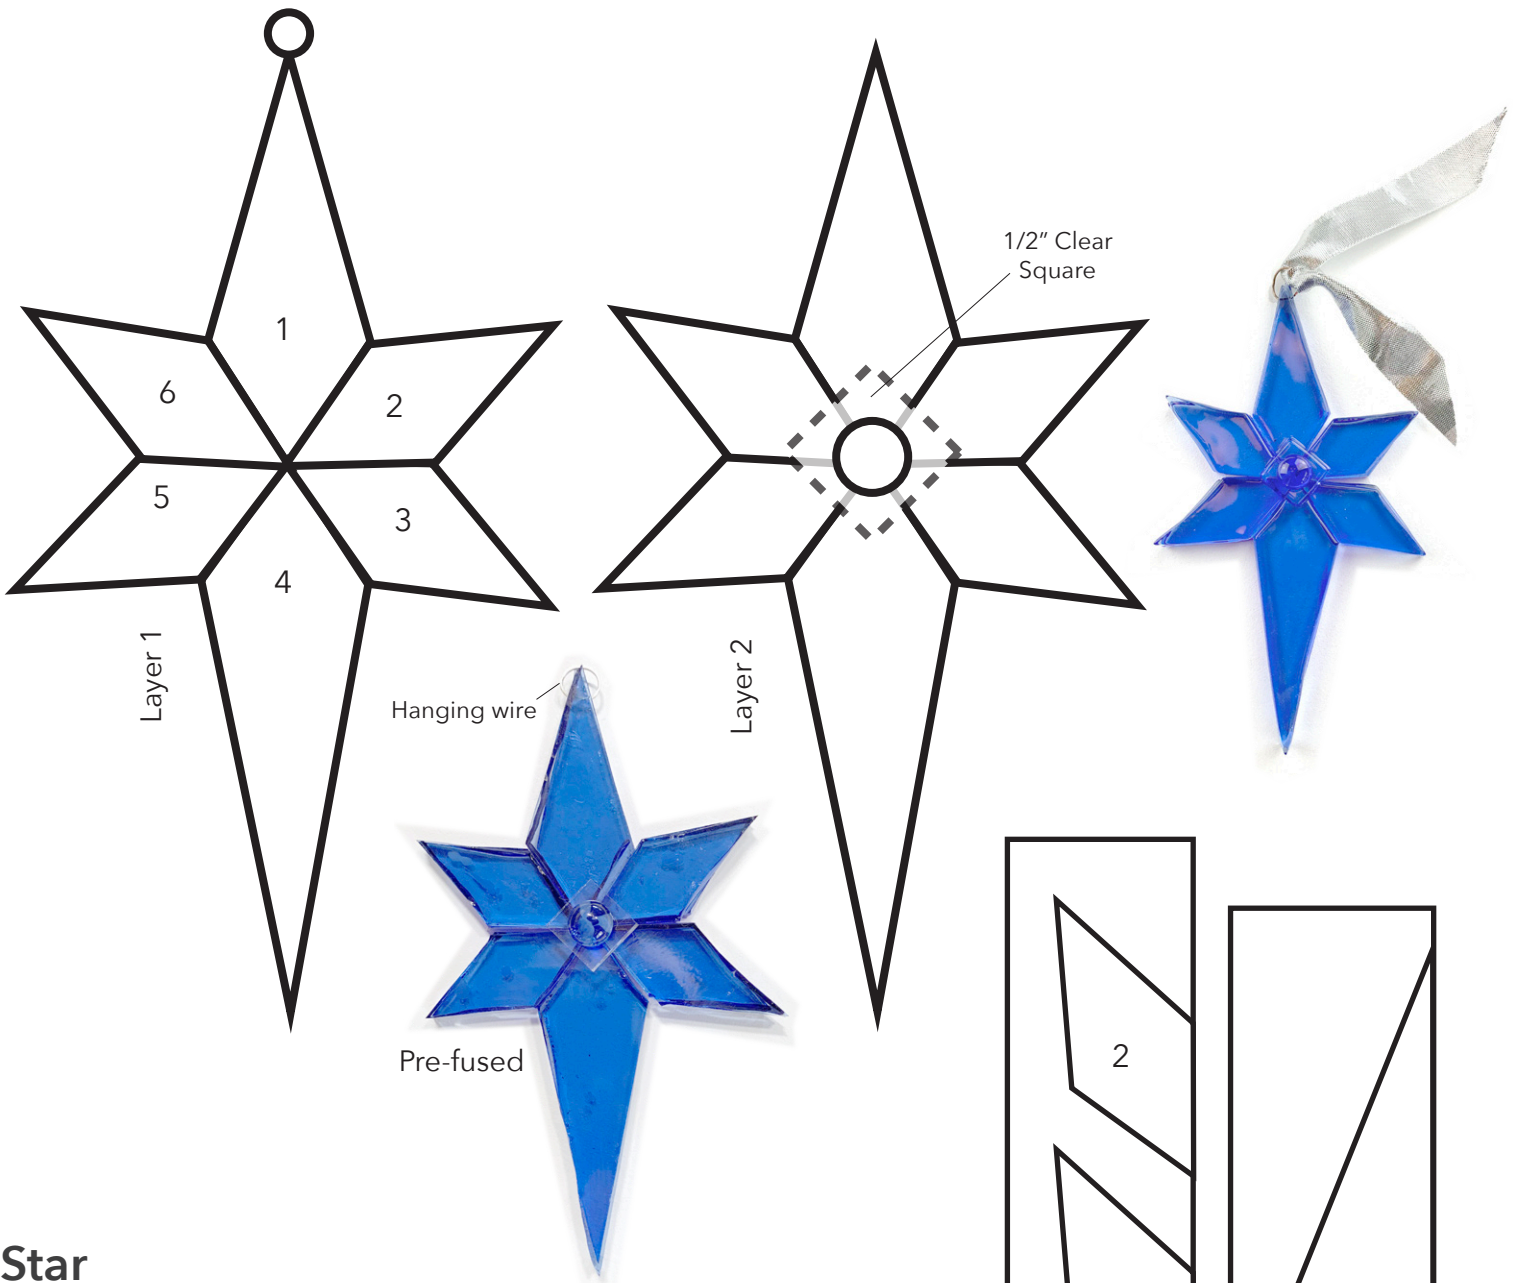 1
2
3
4
5
6
Layer 1
1/2” Clear
Square
Layer 2
Hanging wire
Pre-fused
2
Star